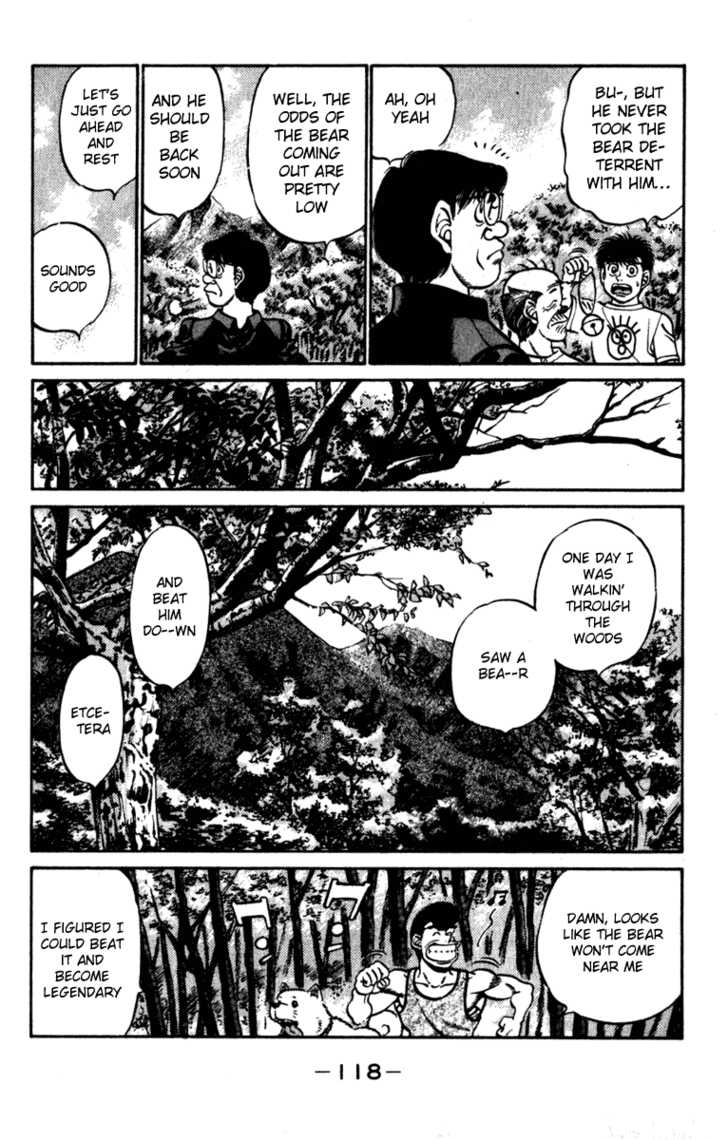 BU-, BUT
HE NEVER
TOOK THE
BEAR DE-
TERRENT
WITH HIM...
AH, OH
YEAH
WELL, THE
ODDS OF
THE BEAR
COMING
OUT ARE
PRETTY
LOW
AND HE
SHOULD
BE
BACK
SOON
LET'S
JUST GO
AHEAD
AND
REST
SOUNDS
GOOD
ONE DAY I
WAS
WALKIN'
THROUGH
THE
WOODS
SAW A
BEA--R
AND
BEAT
HIM
DO--WN
ETCE-
TERA
DAMN, LOOKS
LIKE THE BEAR
WON'T COME
NEAR ME
I FIGURED I
COULD BEAT
IT AND
BECOME
LEGENDARY
-118-